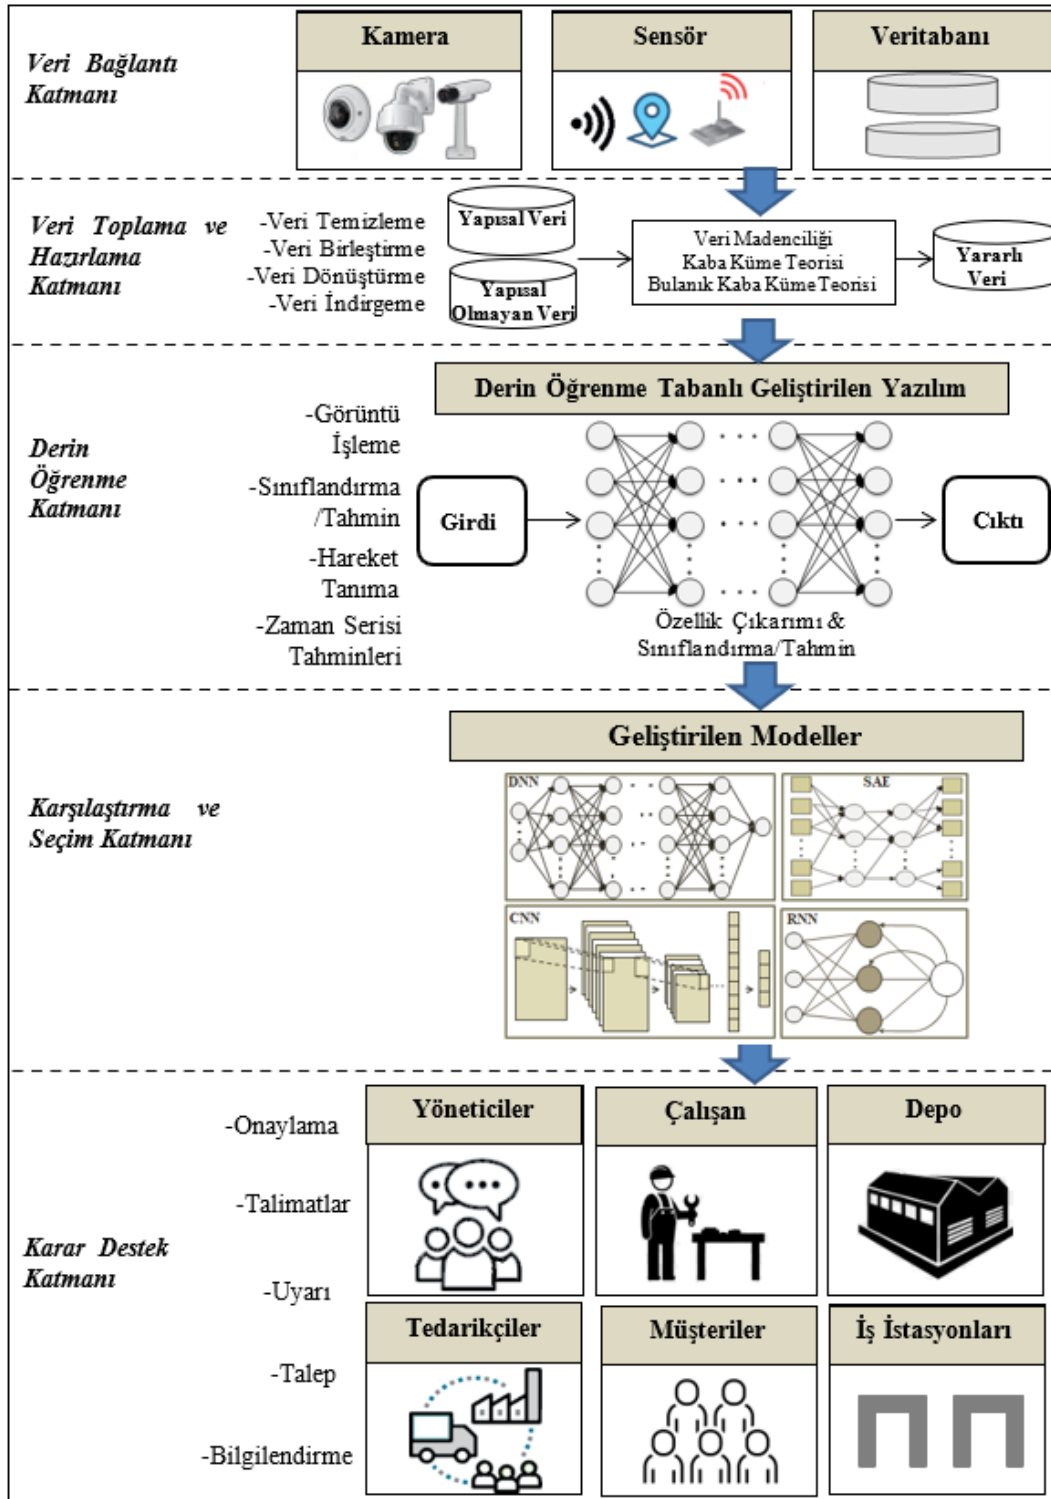 Veri Bağlantı
Katmanı
Kamera
Sensör
Veritabanı
Veri Toplama ve
Hazırlama
Katmanı
-Veri Temizleme
-Veri Birleştirme
-Veri Dönüştürme
-Veri İndirgeme
Yapısal Veri
Yapısal
Olmayan Veri
Veri Madenciliği
Kaba Küme Teorisi
Bulanık Kaba Küme Teorisi
Yararlı
Veri
Derin
Öğrenme
Katmanı
-Görüntü
İşleme
-Sınıflandırma
/Tahmin
-Hareket
Tanıma
-Zaman Serisi
Tahminleri
Derin Öğrenme Tabanlı Geliştirilen Yazılım
Girdi
Çıktı
Özellik Çıkarımı &
Sınıflandırma/Tahmin
Karşılaştırma ve
Seçim Katmanı
Geliştirilen Modeller
DNN
SAE
CNN
RNN
Karar Destek
Katmanı
-Onaylama
-Talimatlar
-Uyarı
-Talep
-Bilgilendirme
Yöneticiler
Çalışan
Depo
Tedarikçiler
Müşteriler
İş İstasyonları